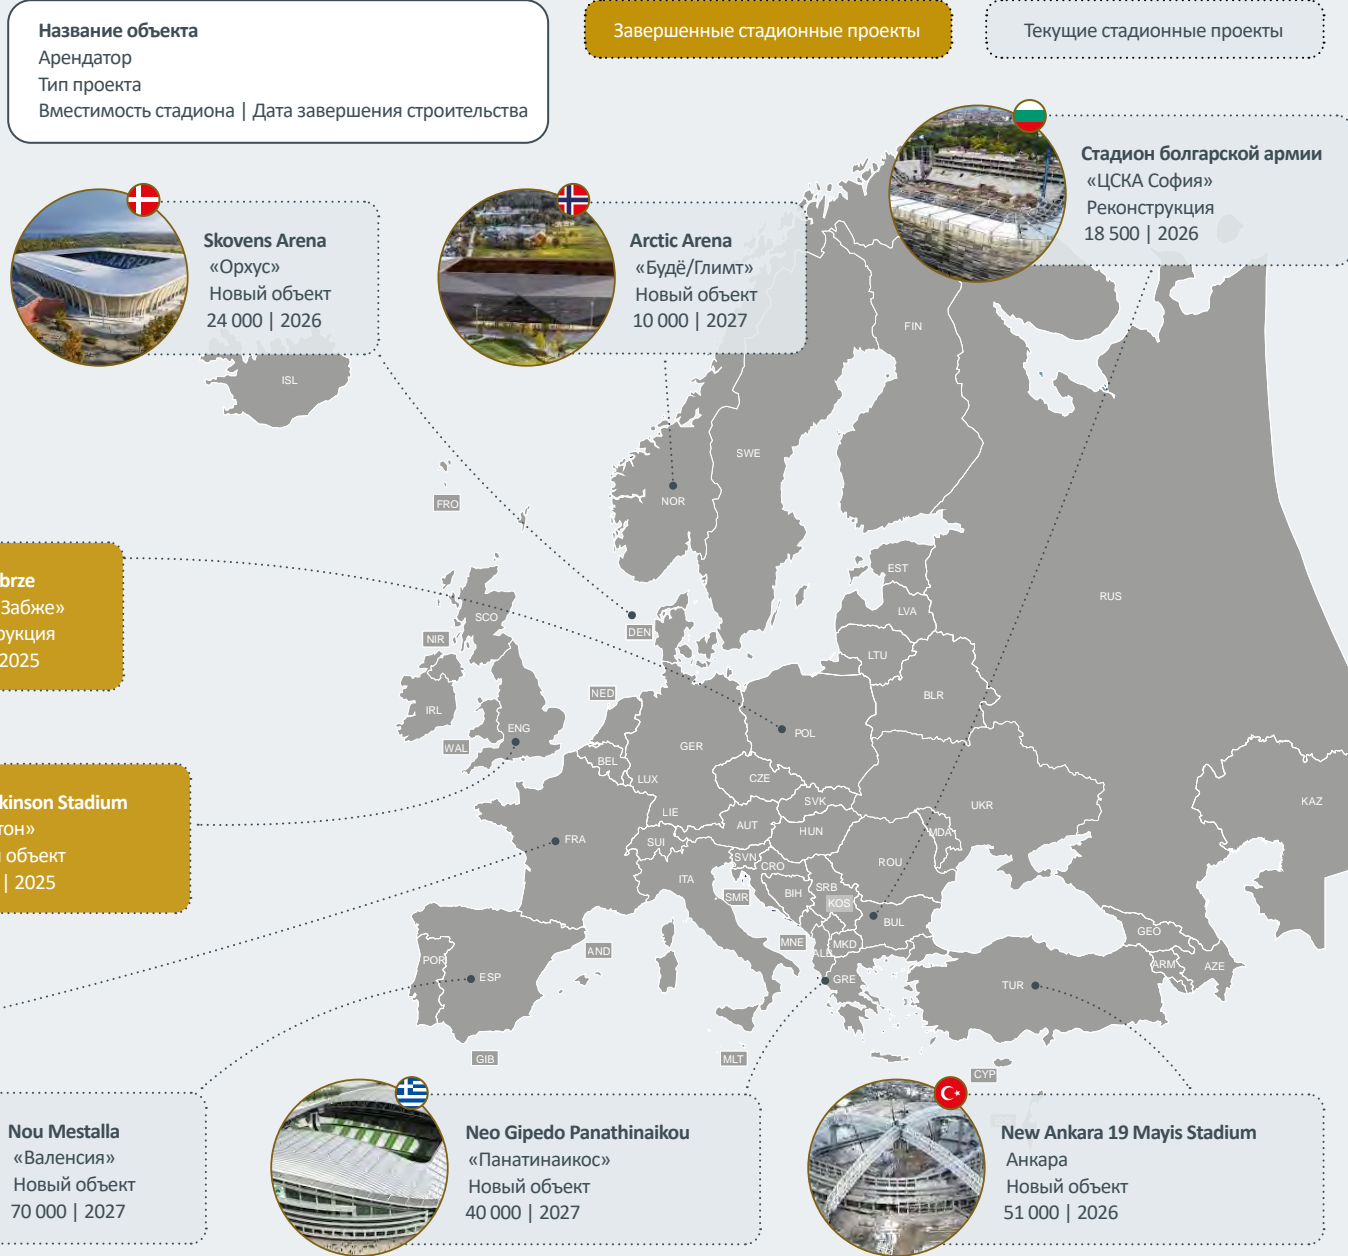 Название объекта
Арендатор
Тип проекта
Вместимость стадиона | Дата завершения строительства
Завершенные стадионные проекты
Текущие стадионные проекты
Стадион болгарской армии
«ЦСКА София»
Реконструкция
18 500 | 2026
Skovens Arena
«Орхус»
Новый объект
24 000 | 2026
Arctic Arena
«Будё/Глимт»
Новый объект
10 000 | 2027
FIN
ISL
SWE
NOR
FRO
EST
RUS
LVA
SCO
DEN
NIR
LTU
BLR
NED
IRL
ENG
POL
WAL
GER
BEL
LUX
CZE
SVK
KAZ
UKR
LIE
AUT
HUN
MDA
FRA
SUI
SVN
CRO
ROU
ITA
SMR
BIH
SRB
KOS
BUL
GEO
MNE
ALB
MKD
AND
POR
ESP
GRE
TUR
ARM
AZE
GIB
MLT
CYP
brze
Забже»
рукция
2025
kinson Stadium
тон»
объект
| 2025
Nou Mestalla
«Валенсия»
Новый объект
70 000 | 2027
Neo Gipedo Panathinaikou
«Панатинаикос»
Новый объект
40 000 | 2027
New Ankara 19 Mayis Stadium
Анкара
Новый объект
51 000 | 2026